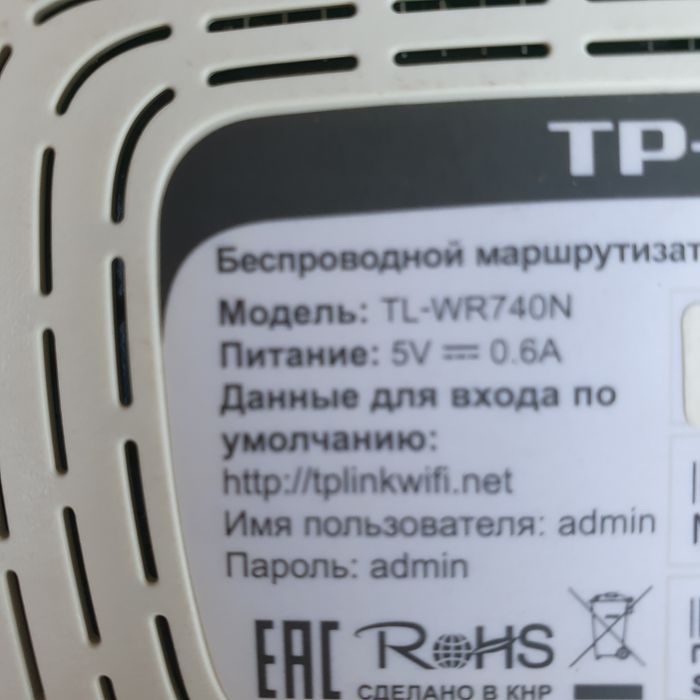 TP-
Беспроводной маршрутизат
Модель: TL-WR740N
Питание: 5V 0.6A
Данные для входа по
умолчанию:
http://tplinkwifi.net
Имя пользователя: admin
Пароль: admin
EAC RoHS
СДЕЛАНО В КНР